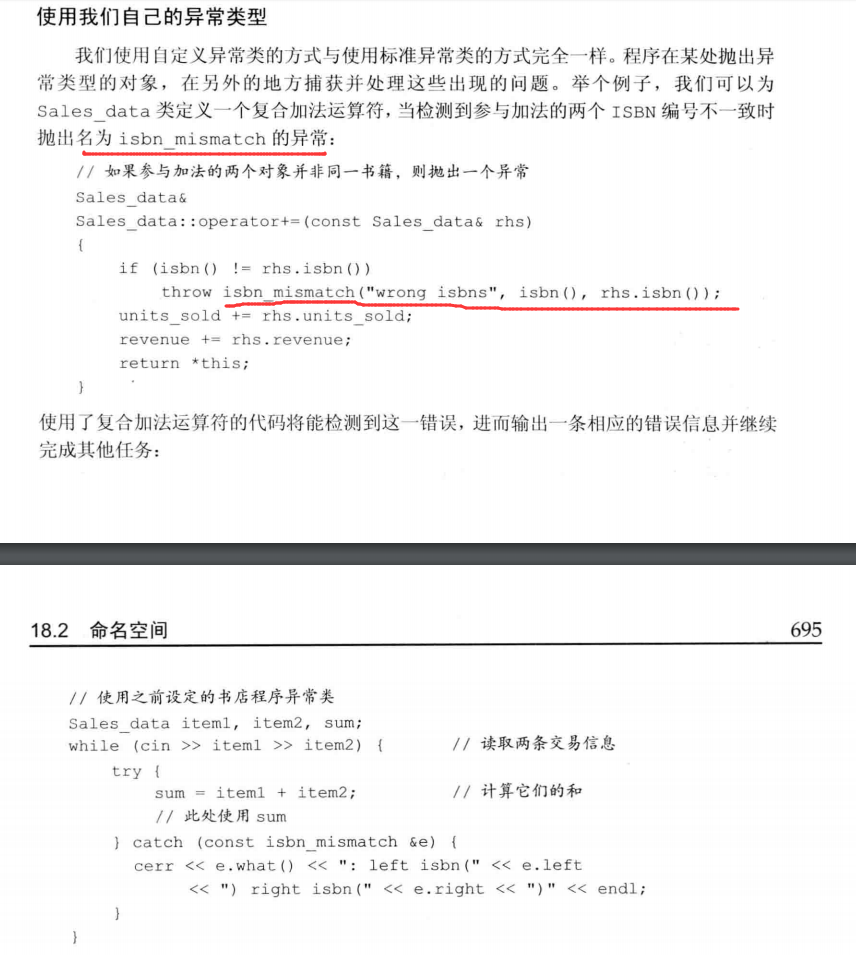 使用我们自己的异常类型
我们使用自定义异常类的方式与使用标准异常类的方式完全一样。程序在某处抛出异
常类型的对象，在另外的地方捕获并处理这些出现的问题。举个例子，我们可以为
Sales_data 类定义一个复合加法运算符，当检测到参与加法的两个 ISBN 编号不一致时
抛出名为 isbn_mismatch 的异常：
// 如果参与加法的两个对象并非同一书籍，则抛出一个异常
Sales_data&
Sales_data::operator+=(const Sales_data& rhs)
{
if (isbn() != rhs.isbn())
throw isbn_mismatch("wrong isbns", isbn(), rhs.isbn());
units_sold += rhs.units_sold;
revenue += rhs.revenue;
return *this;
}
使用了复合加法运算符的代码将能检测到这一错误，进而输出一条相应的错误信息并继续
完成其他任务：
18.2 命名空间 695
// 使用之前设定的书店程序异常类
Sales_data item1, item2, sum;
while (cin >> item1 >> item2) { // 读取两条交易信息
try {
sum = item1 + item2; // 计算它们的和
// 此处使用 sum
} catch (const isbn_mismatch &e) {
cerr << e.what() << ": left isbn(" << e.left
<< ") right isbn(" << e.right << ")" << endl;
}
}